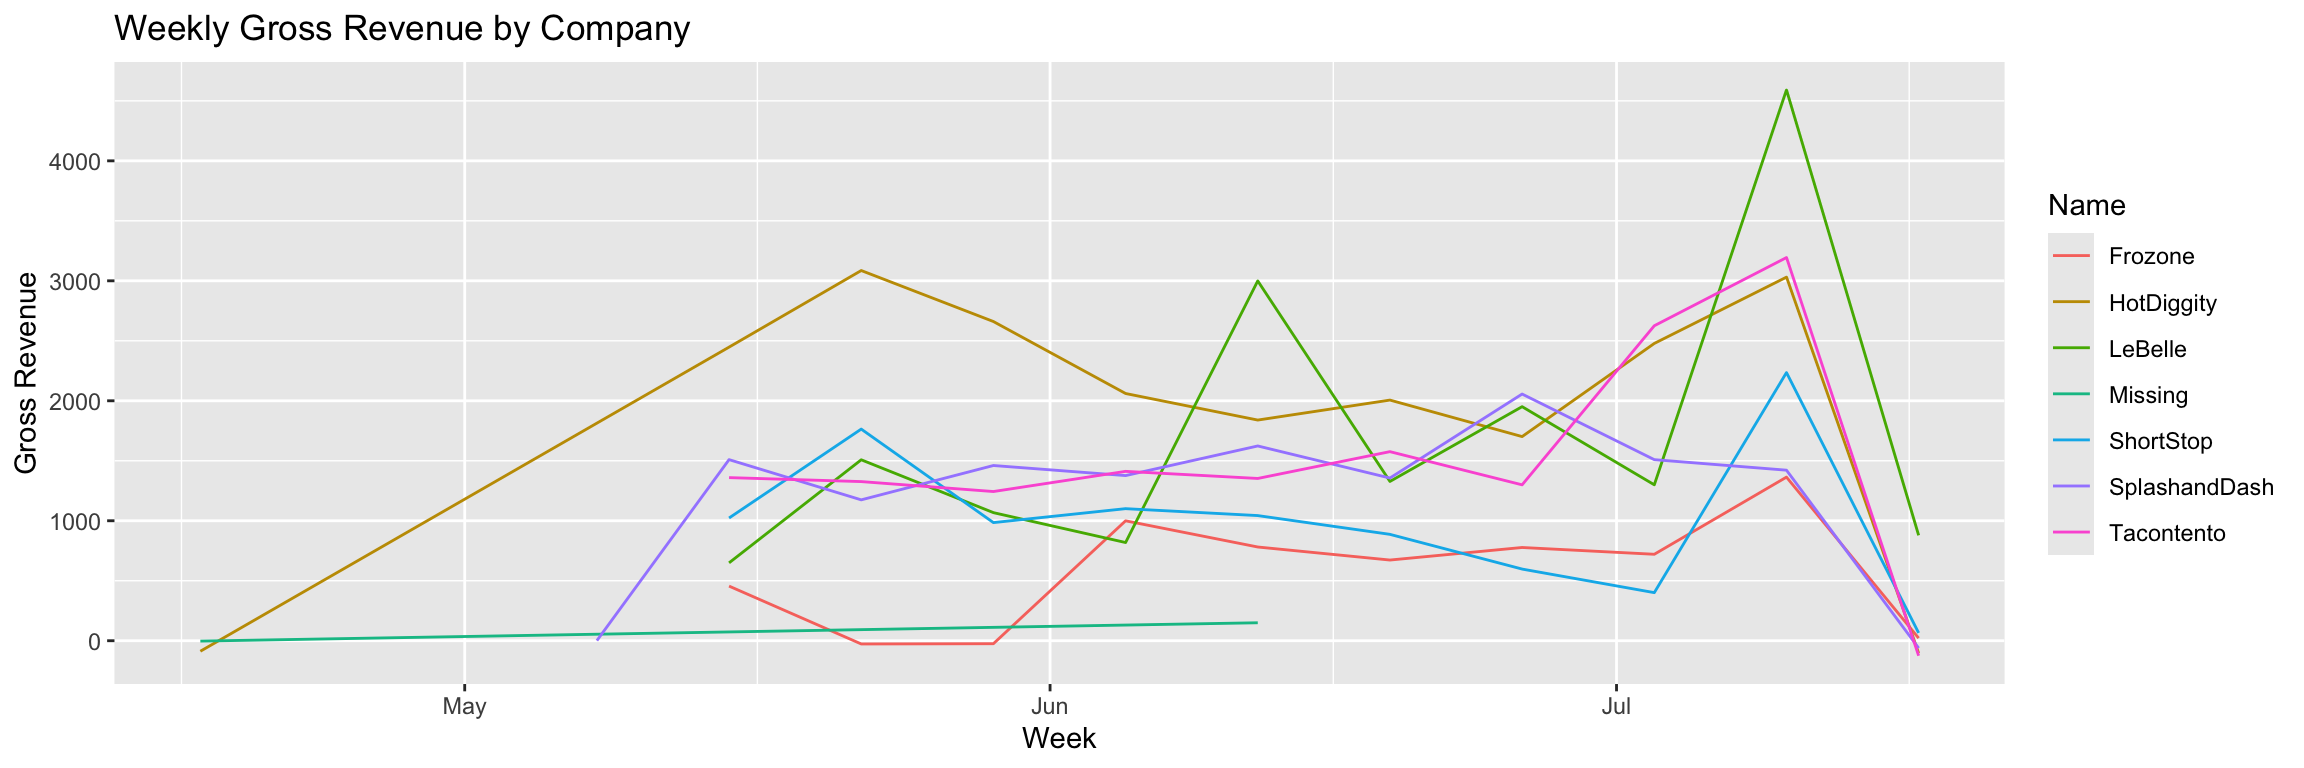 Weekly Gross Revenue by Company
Gross Revenue
4000
3000
2000
1000
0
May
Jun
Jul
Week
Name
Frozone
HotDiggity
LeBelle
Missing
ShortStop
SplashandDash
Tacontento